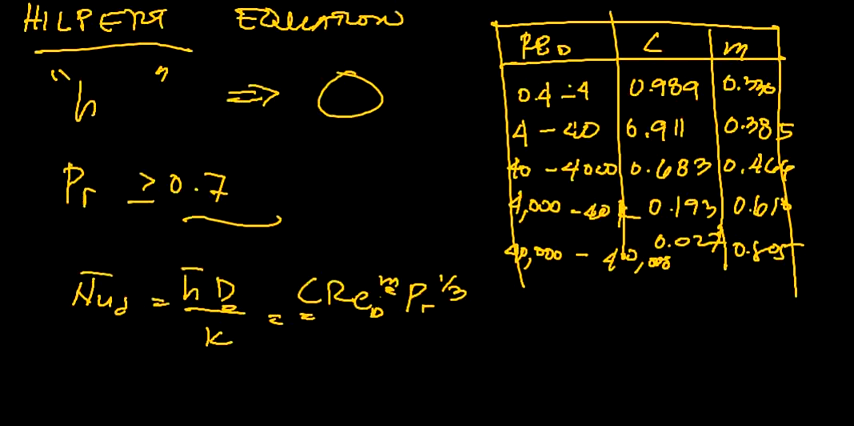 HILPERT EQUATION
"h" ⇒ ○
Pr ≥ 0.7
N̄u_d = h̄D/k = C Re_D^m Pr^1/3
Re_D C m
0.4 - 4 0.989 0.330
4 - 40 6.911 0.385
40 - 4000 0.683 0.466
4,000 - 40k 0.193 0.618
40,000 - 400,000 0.027 0.805